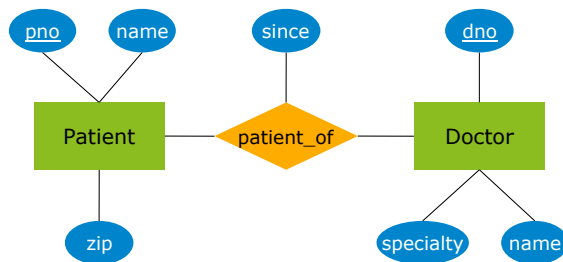 pno
name
since
dno
Patient
patient_of
Doctor
zip
specialty
name